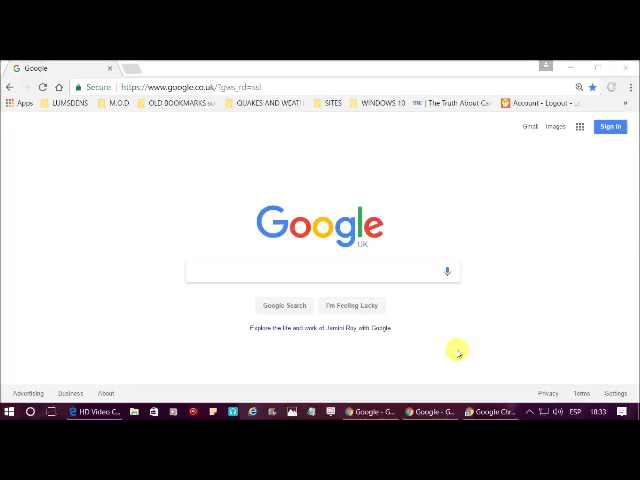 Google
Secure https://www.google.co.uk/?gws_rd=ssl
Apps LUMSDENS M.O.D OLD BOOKMARKS so QUAKES AND WEATH SITES WINDOWS 10 The Truth About Can Account - Logout -
Gmail Images Sign in
Google
UK
Google Search I'm Feeling Lucky
Explore the life and work of Jamini Roy with Google
Advertising Business About Privacy Terms Settings
HD Video C... Google - G... Google - G... Google Chr... ESP 18:33